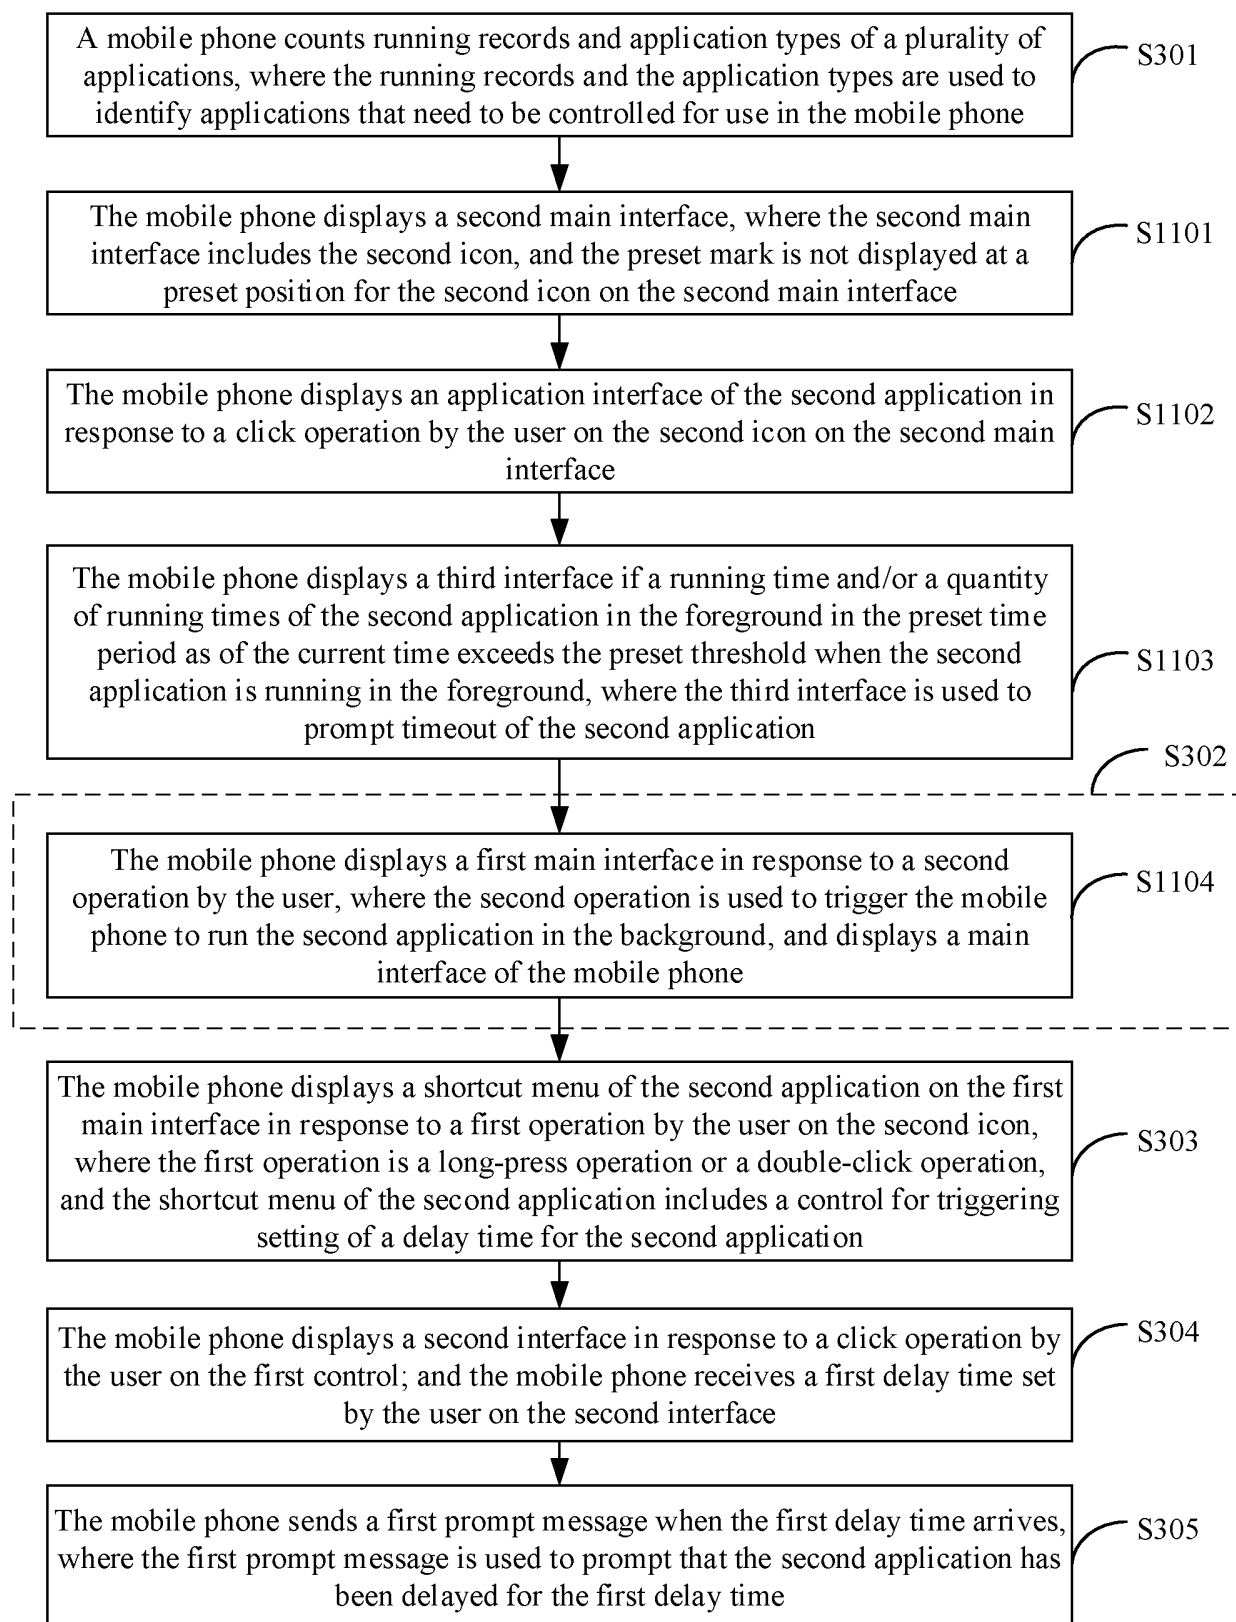 A mobile phone counts running records and application types of a plurality of
applications, where the running records and the application types are used to
identify applications that need to be controlled for use in the mobile phone
S301
The mobile phone displays a second main interface, where the second main
interface includes the second icon, and the preset mark is not displayed at a
preset position for the second icon on the second main interface
S1101
The mobile phone displays an application interface of the second application in
response to a click operation by the user on the second icon on the second main
interface
S1102
The mobile phone displays a third interface if a running time and/or a quantity
of running times of the second application in the foreground in the preset time
period as of the current time exceeds the preset threshold when the second
application is running in the foreground, where the third interface is used to
prompt timeout of the second application
S1103
S302
The mobile phone displays a first main interface in response to a second
operation by the user, where the second operation is used to trigger the mobile
phone to run the second application in the background, and displays a main
interface of the mobile phone
S1104
The mobile phone displays a shortcut menu of the second application on the first
main interface in response to a first operation by the user on the second icon,
where the first operation is a long-press operation or a double-click operation,
and the shortcut menu of the second application includes a control for triggering
setting of a delay time for the second application
S303
The mobile phone displays a second interface in response to a click operation by
the user on the first control; and the mobile phone receives a first delay time set
by the user on the second interface
S304
The mobile phone sends a first prompt message when the first delay time arrives,
where the first prompt message is used to prompt that the second application has
been delayed for the first delay time
S305